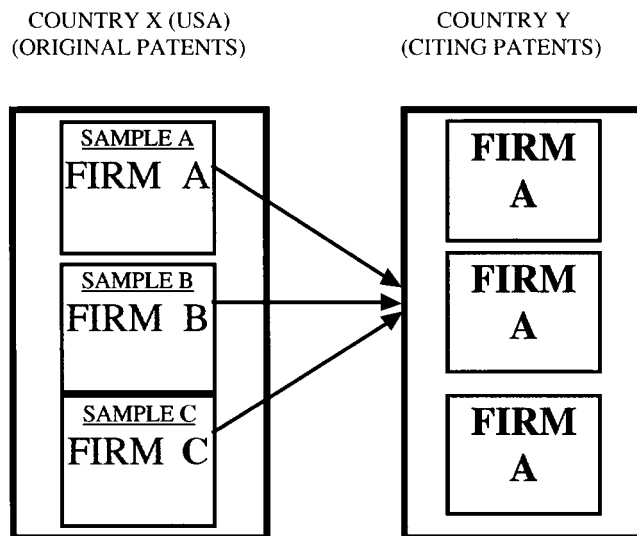 COUNTRY X (USA)
(ORIGINAL PATENTS)
COUNTRY Y
(CITING PATENTS)
SAMPLE A
FIRM A
SAMPLE B
FIRM B
SAMPLE C
FIRM C
FIRM
A
FIRM
A
FIRM
A